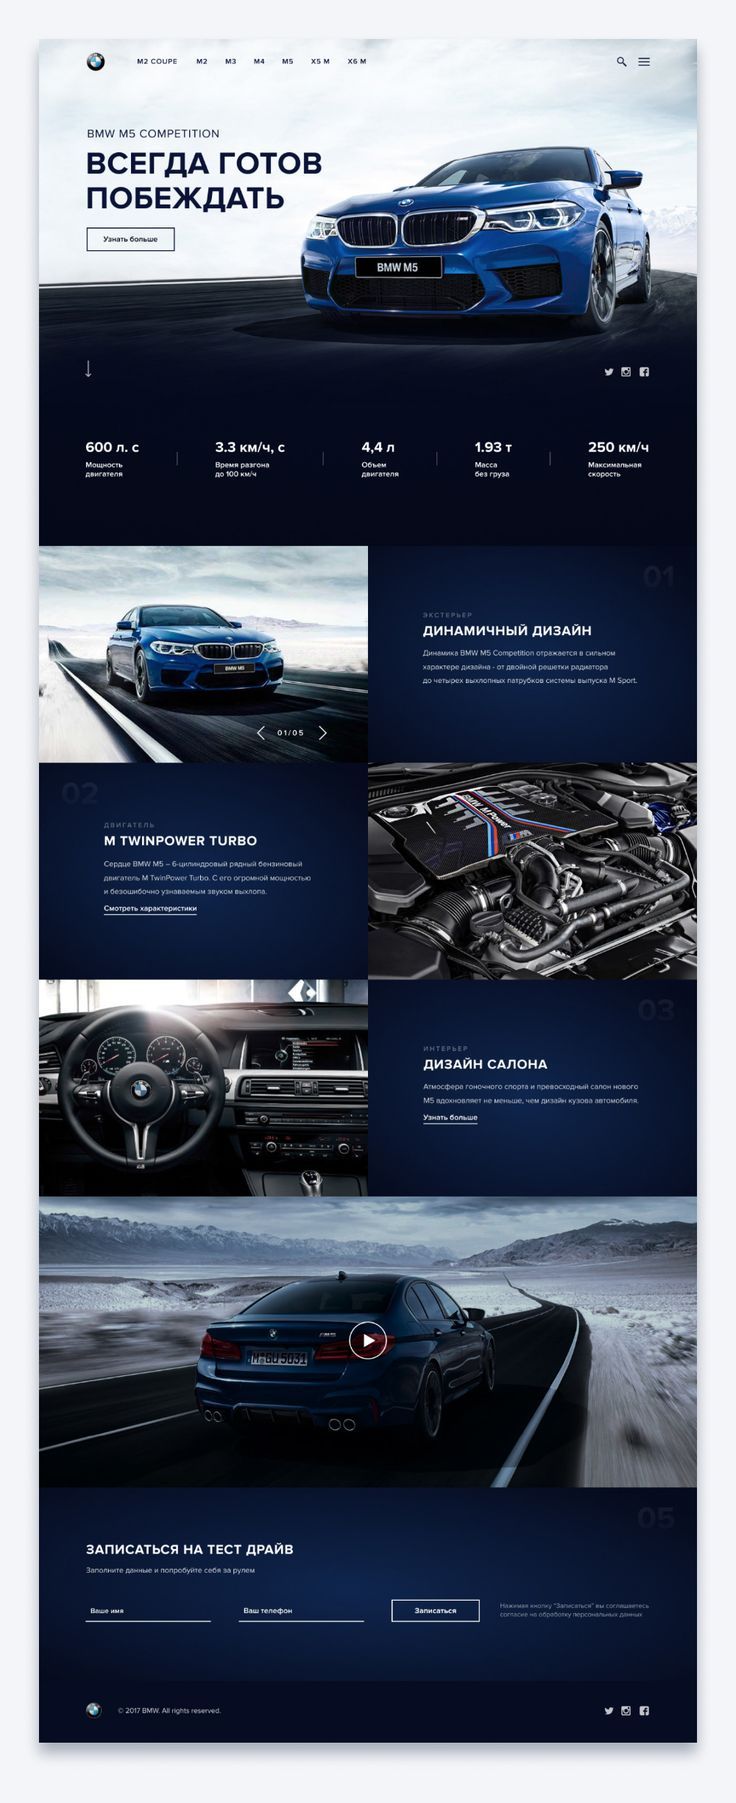 M2 COUPE M2 M3 M4 M5 X5 M X6 M
BMW M5 COMPETITION
ВСЕГДА ГОТОВ
ПОБЕЖДАТЬ
Узнать больше
BMW M5
600 л. с
Мощность
двигателя
3.3 км/ч, с
Время разгона
до 100 км/ч
4,4 л
Объем
двигателя
1.93 т
Масса
без груза
250 км/ч
Максимальная
скорость
BMW M5
01/05
01
ЭКСТЕРЬЕР
ДИНАМИЧНЫЙ ДИЗАЙН
Динамика BMW M5 Competition отражается в сильном
характере дизайна - от двойной решетки радиатора
до четырех выхлопных патрубков системы выпуска M Sport.
02
ДВИГАТЕЛЬ
M TWINPOWER TURBO
Сердце BMW M5 – 6-цилиндровый рядный бензиновый
двигатель M TwinPower Turbo. С его огромной мощностью
и безошибочно узнаваемым звуком выхлопа.
Смотреть характеристики
BMW M Power
03
ИНТЕРЬЕР
ДИЗАЙН САЛОНА
Атмосфера гоночного спорта и превосходный салон нового
M5 вдохновляет не меньше, чем дизайн кузова автомобиля.
Узнать больше
M5
M GU 5031
05
ЗАПИСАТЬСЯ НА ТЕСТ ДРАЙВ
Заполните данные и попробуйте себя за рулем
Ваше имя
Ваш телефон
Записаться
Нажимая кнопку "Записаться" вы соглашаетесь
согласие на обработку персональных данных
© 2017 BMW. All rights reserved.